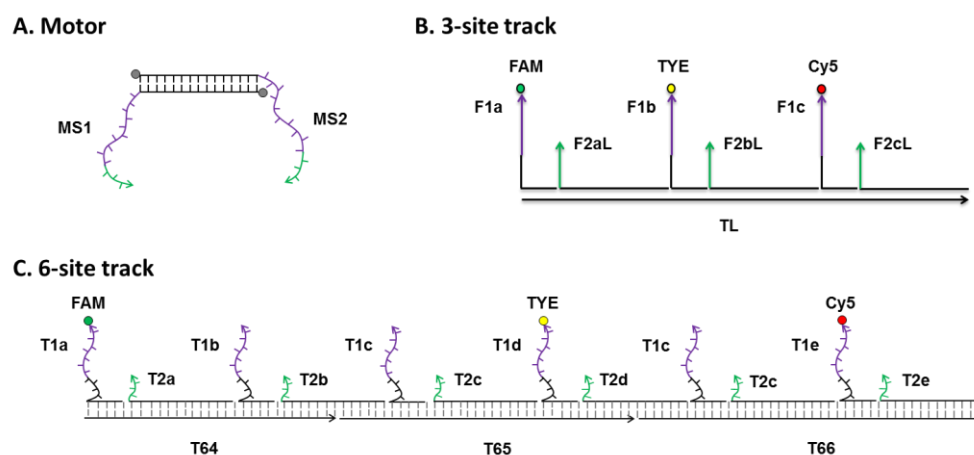 A. Motor
MS1
MS2
B. 3-site track
FAM
TYE
Cy5
F1a
F1b
F1c
F2aL
F2bL
F2cL
TL
C. 6-site track
FAM
TYE
Cy5
T1a
T1b
T1c
T1d
T1c
T1e
T2a
T2b
T2c
T2d
T2c
T2e
T64
T65
T66